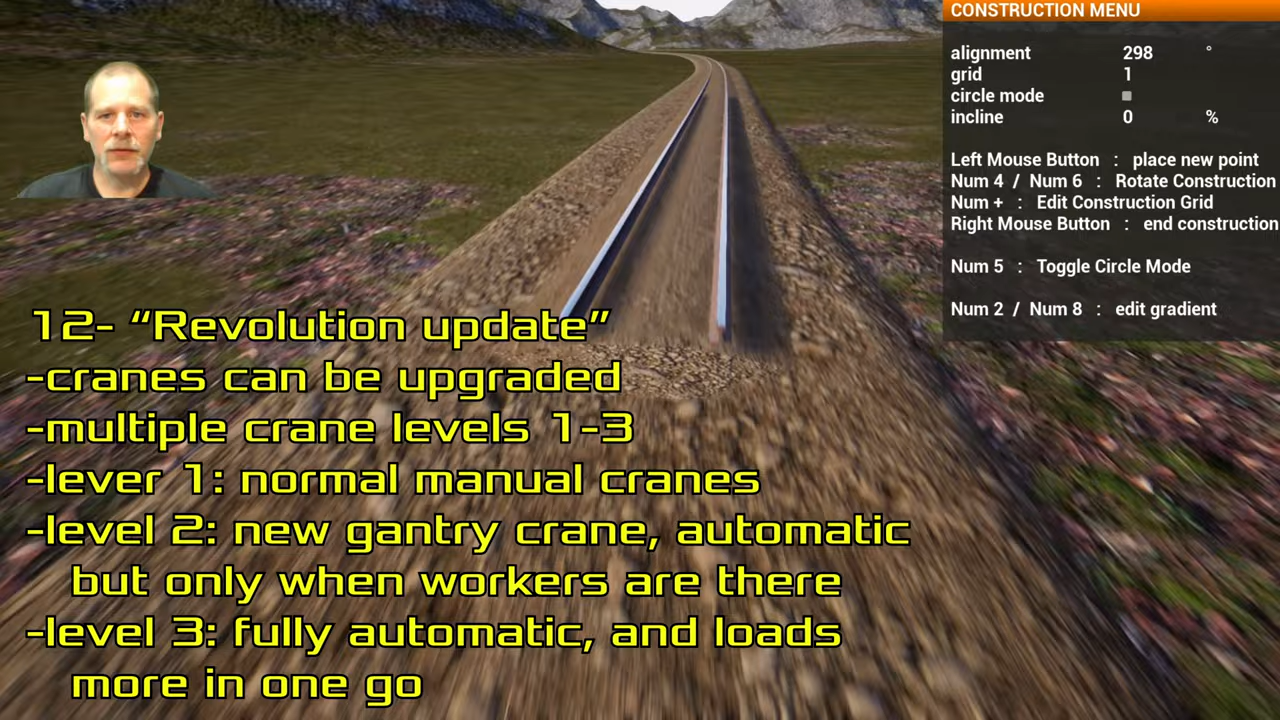 CONSTRUCTION MENU
alignment 298 °
grid 1
circle mode
incline 0 %
Left Mouse Button : place new point
Num 4 / Num 6 : Rotate Construction
Num + : Edit Construction Grid
Right Mouse Button : end construction
Num 5 : Toggle Circle Mode
Num 2 / Num 8 : edit gradient
12- “Revolution update”
-cranes can be upgraded
-multiple crane levels 1-3
-lever 1: normal manual cranes
-level 2: new gantry crane, automatic
but only when workers are there
-level 3: fully automatic, and loads
more in one go